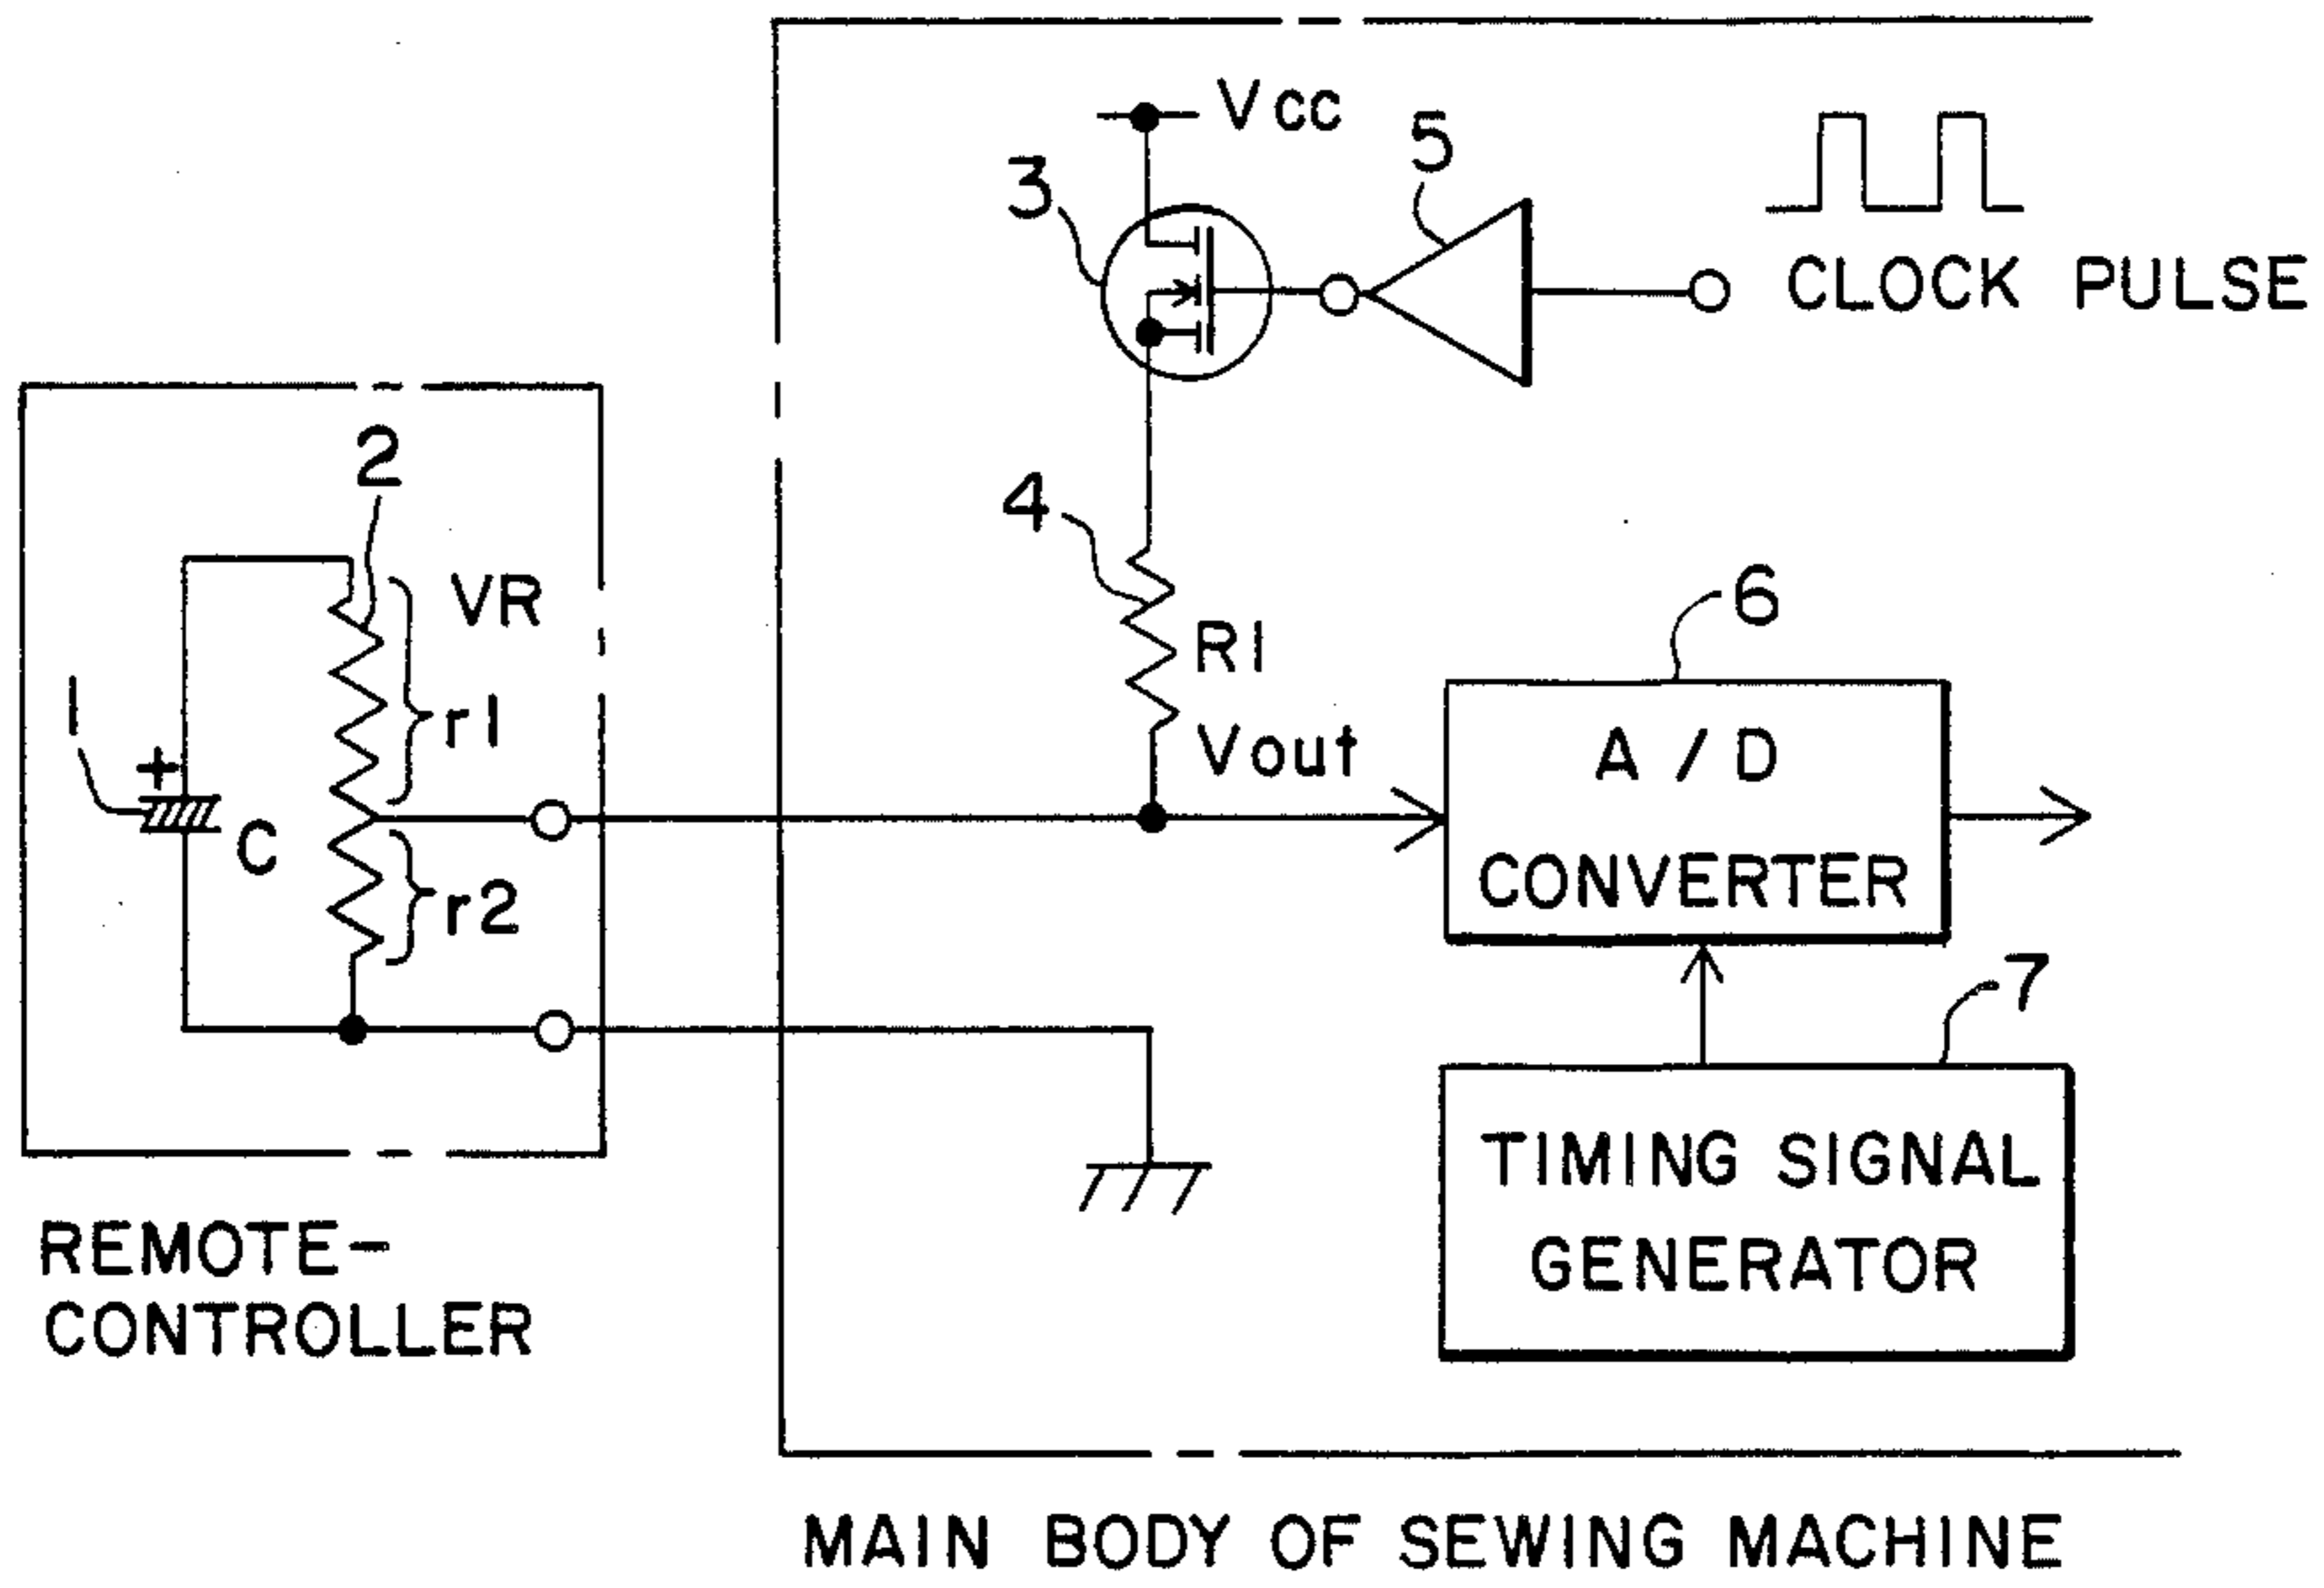 Vcc
5
3
CLOCK PULSE
2
4
VR
R1
6
1
r1
Vout
A / D
+
C
CONVERTER
r2
7
TIMING SIGNAL
GENERATOR
REMOTE-
CONTROLLER
MAIN BODY OF SEWING MACHINE